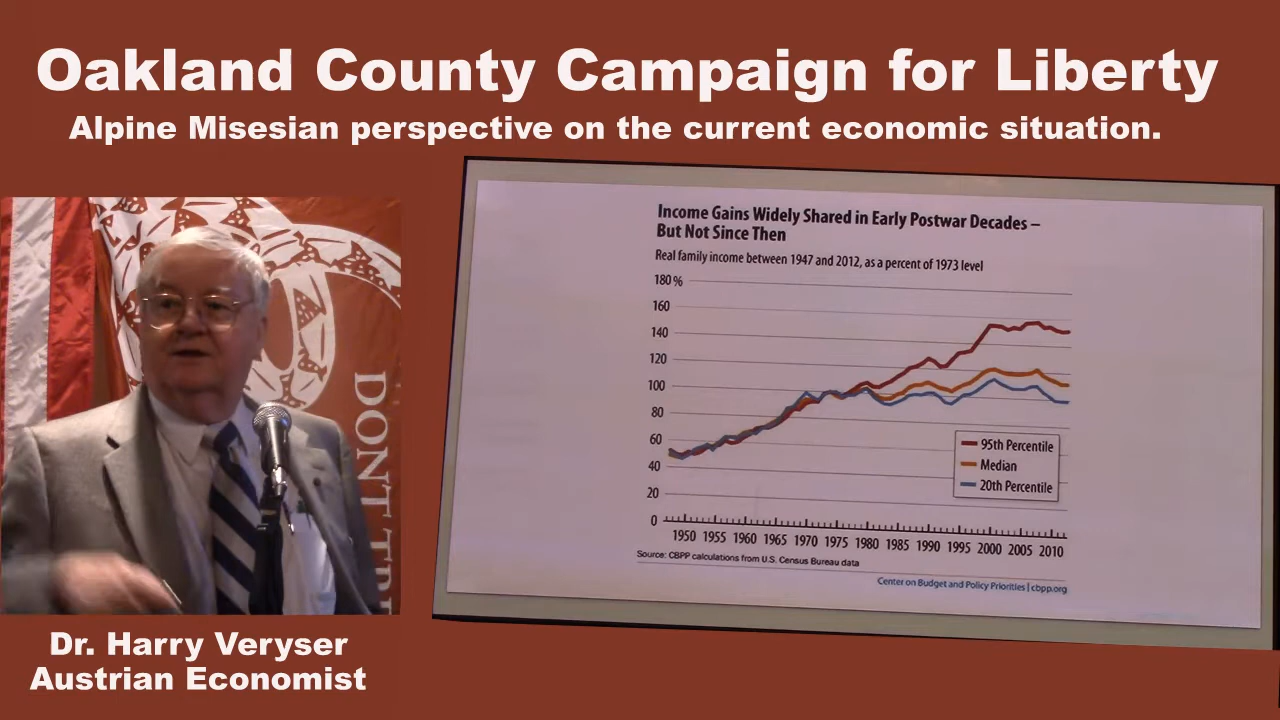 Oakland County Campaign for Liberty
Alpine Misesian perspective on the current economic situation.
DONT TR
Income Gains Widely Shared in Early Postwar Decades –
But Not Since Then
Real family income between 1947 and 2012, as a percent of 1973 level
180%
160
140
120
100
80
60
40
20
0
95th Percentile
Median
20th Percentile
1950 1955 1960 1965 1970 1975 1980 1985 1990 1995 2000 2005 2010
Source: CBPP calculations from U.S. Census Bureau data
Center on Budget and Policy Priorities | cbpp.org
Dr. Harry Veryser
Austrian Economist